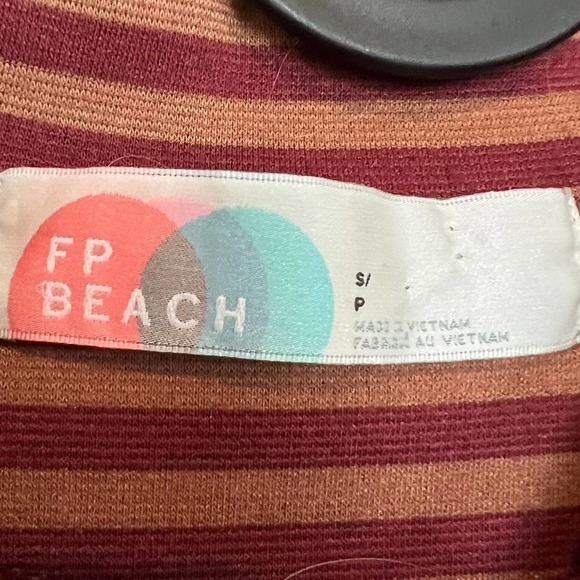 FP
BEACH
S/
P
MADE IN VIETNAM
FABRIQUÉ AU VIETNAM